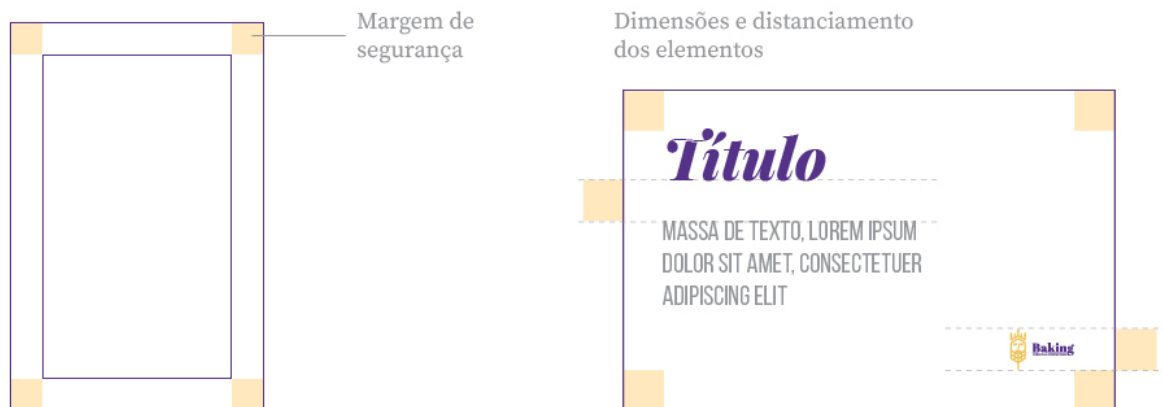 Margem de
segurança
Dimensões e distanciamento
dos elementos
Título
MASSA DE TEXTO, LOREM IPSUM
DOLOR SIT AMET, CONSECTETUER
ADIPISCING ELIT
Baking